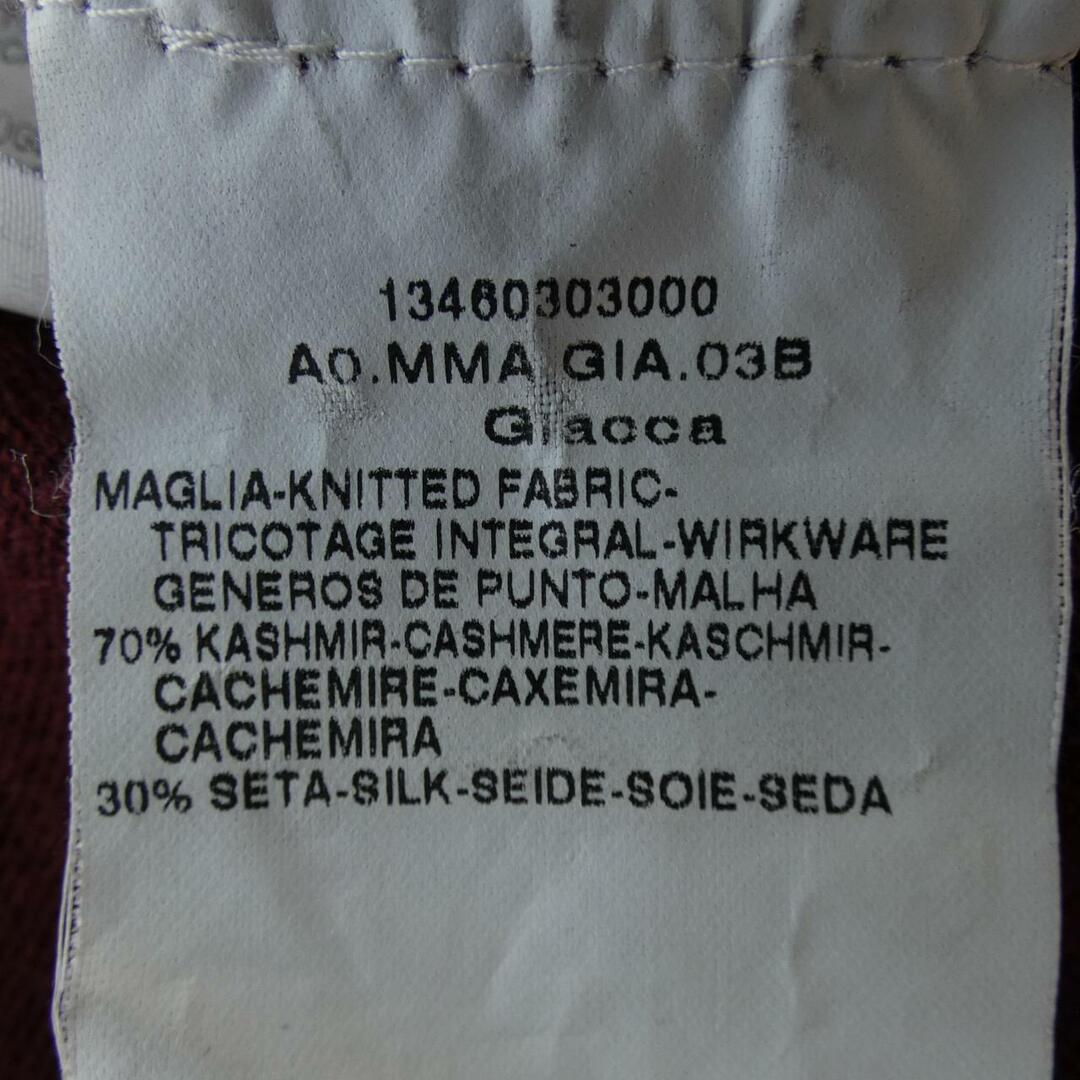 13460303000
A0.MMA GIA.03B
Giacca
MAGLIA-KNITTED FABRIC-
TRICOTAGE INTEGRAL-WIRKWARE
GENEROS DE PUNTO-MALHA
70% KASHMIR-CASHMERE-KASCHMIR-
CACHEMIRE-CAXEMIRA-
CACHEMIRA
30% SETA-SILK-SEIDE-SOIE-SEDA